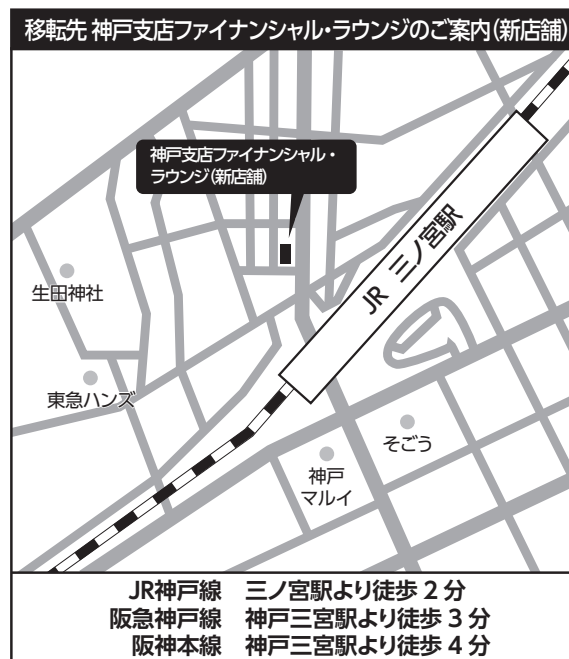 移転先 神戸支店ファイナンシャル・ラウンジのご案内(新店舗)
神戸支店ファイナンシャル・
ラウンジ(新店舗)
JR 三ノ宮駅
生田神社
東急ハンズ
そごう
神戸
マルイ
JR神戸線 三ノ宮駅より徒歩 2 分
阪急神戸線 神戸三宮駅より徒歩 3 分
阪神本線 神戸三宮駅より徒歩 4 分